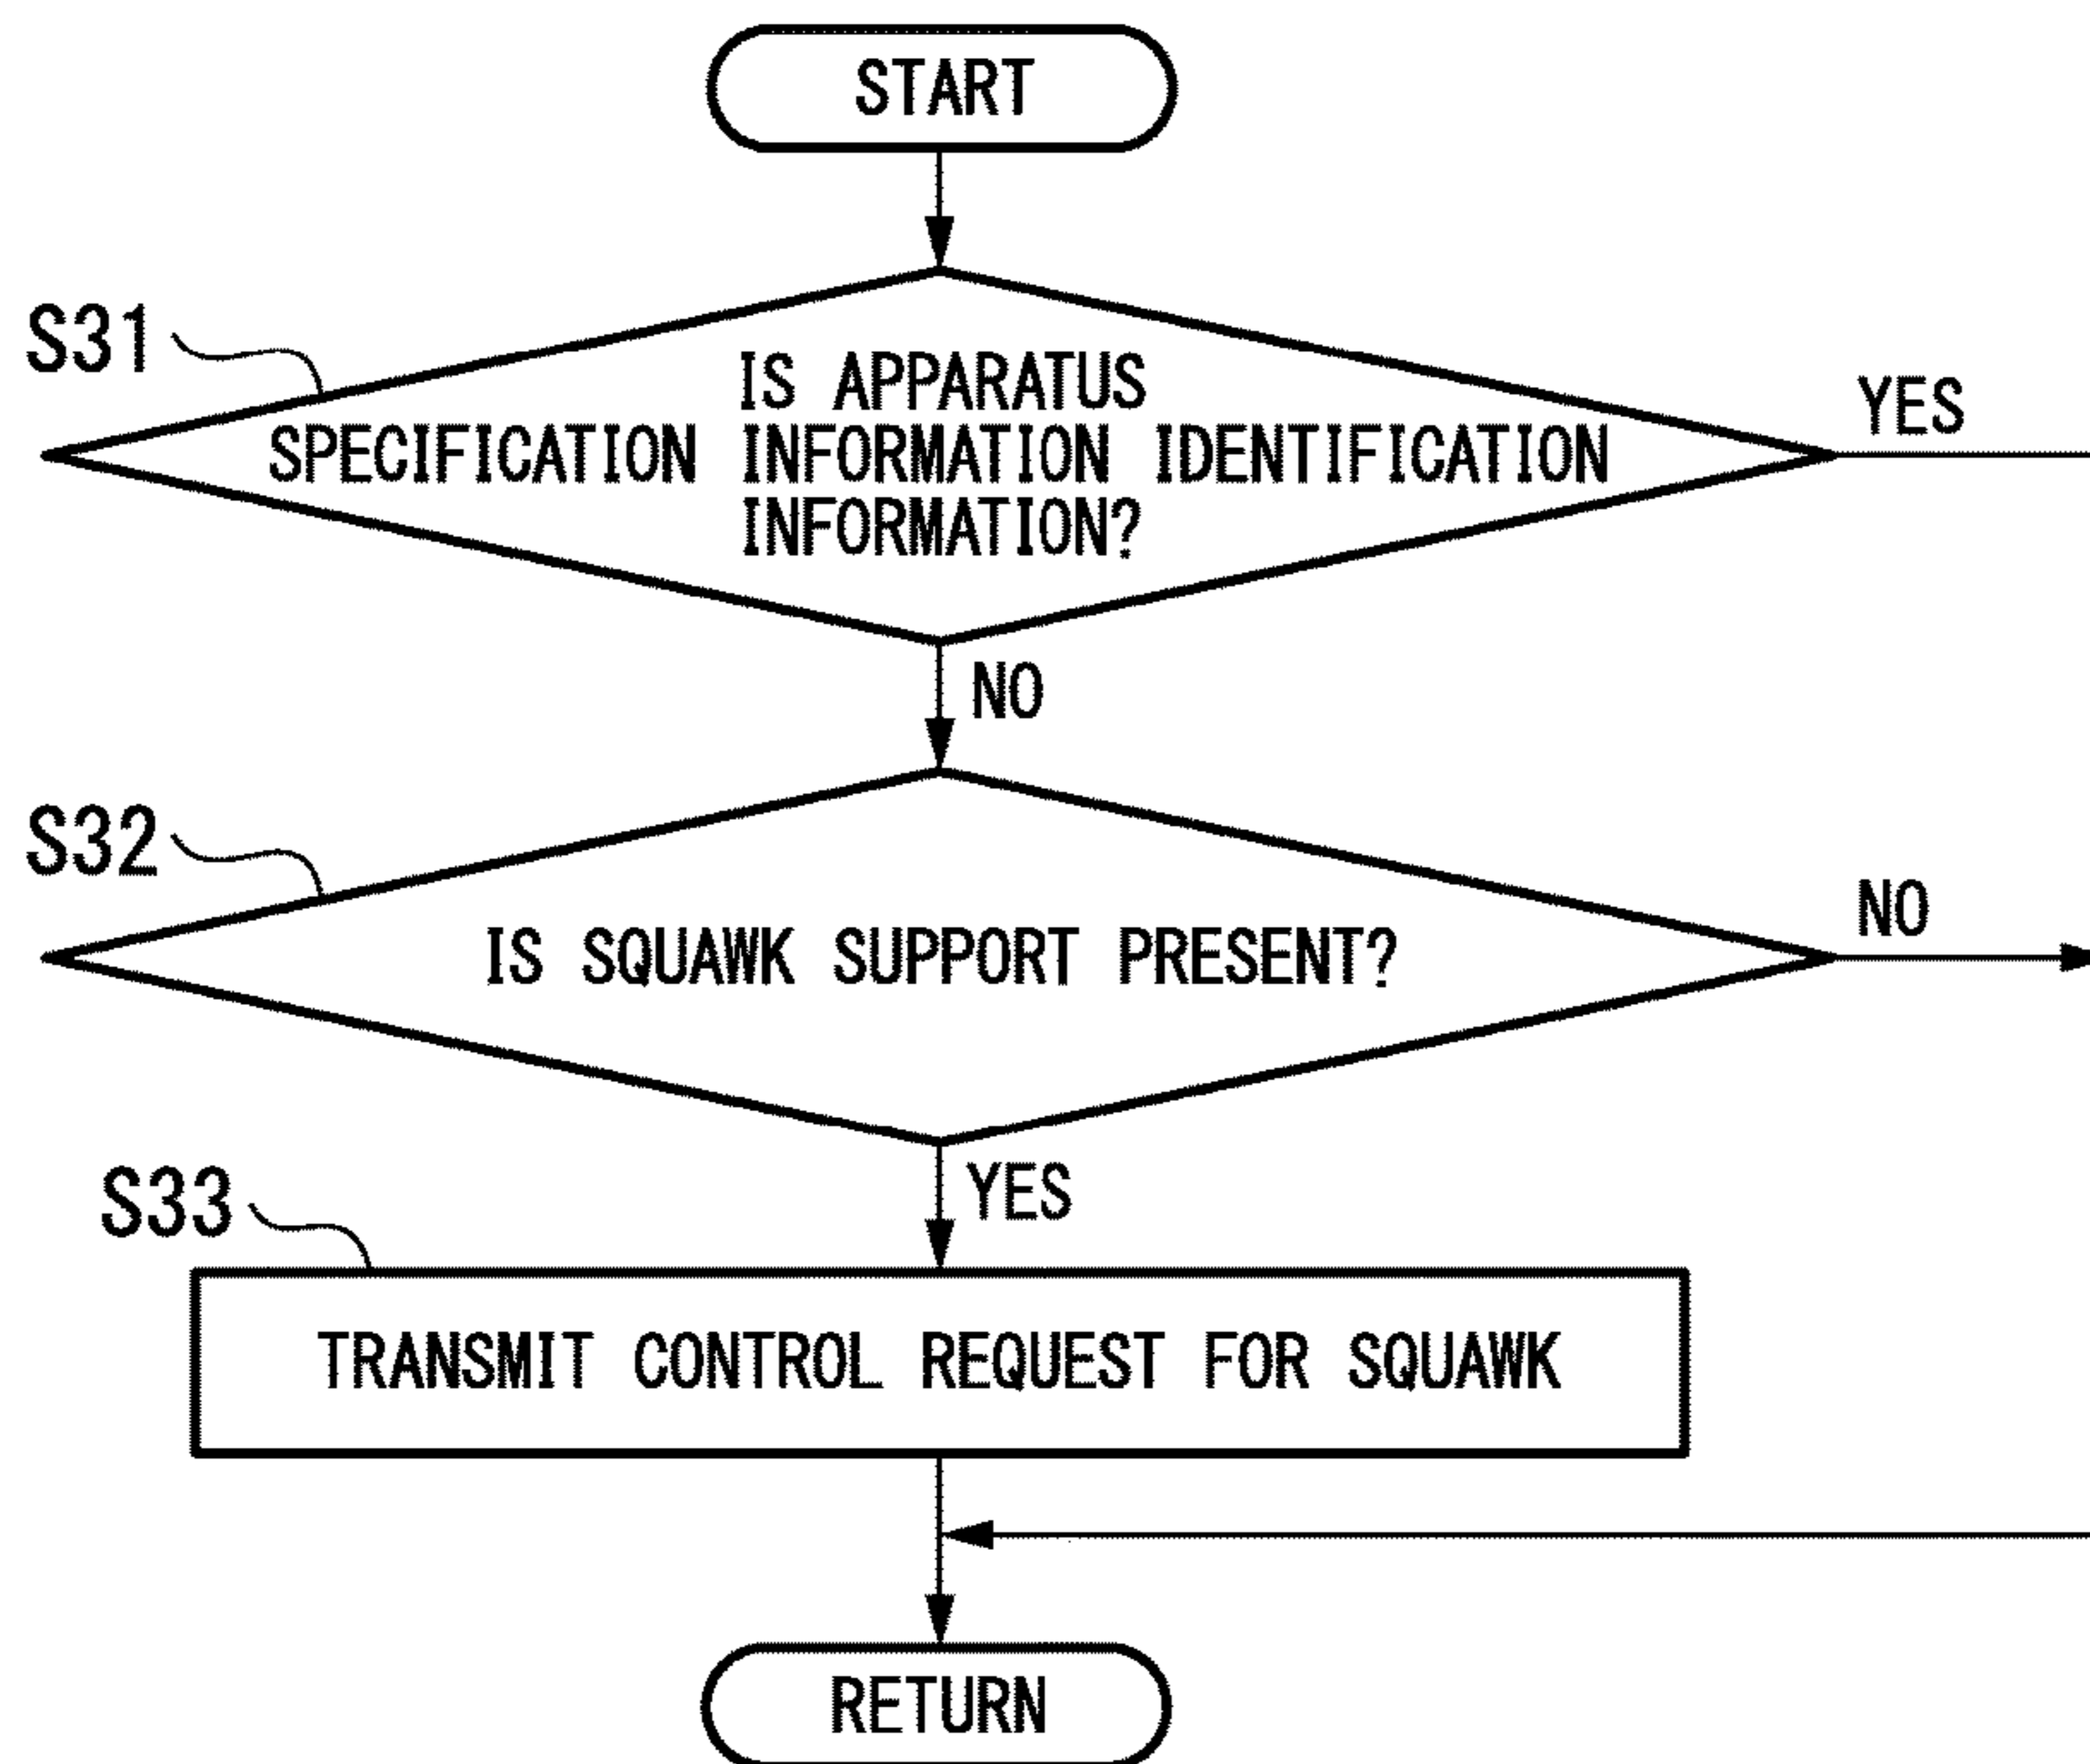 START
S31
IS APPARATUS
SPECIFICATION INFORMATION IDENTIFICATION
INFORMATION?
YES
NO
S32
IS SQUAWK SUPPORT PRESENT?
NO
YES
S33
TRANSMIT CONTROL REQUEST FOR SQUAWK
RETURN